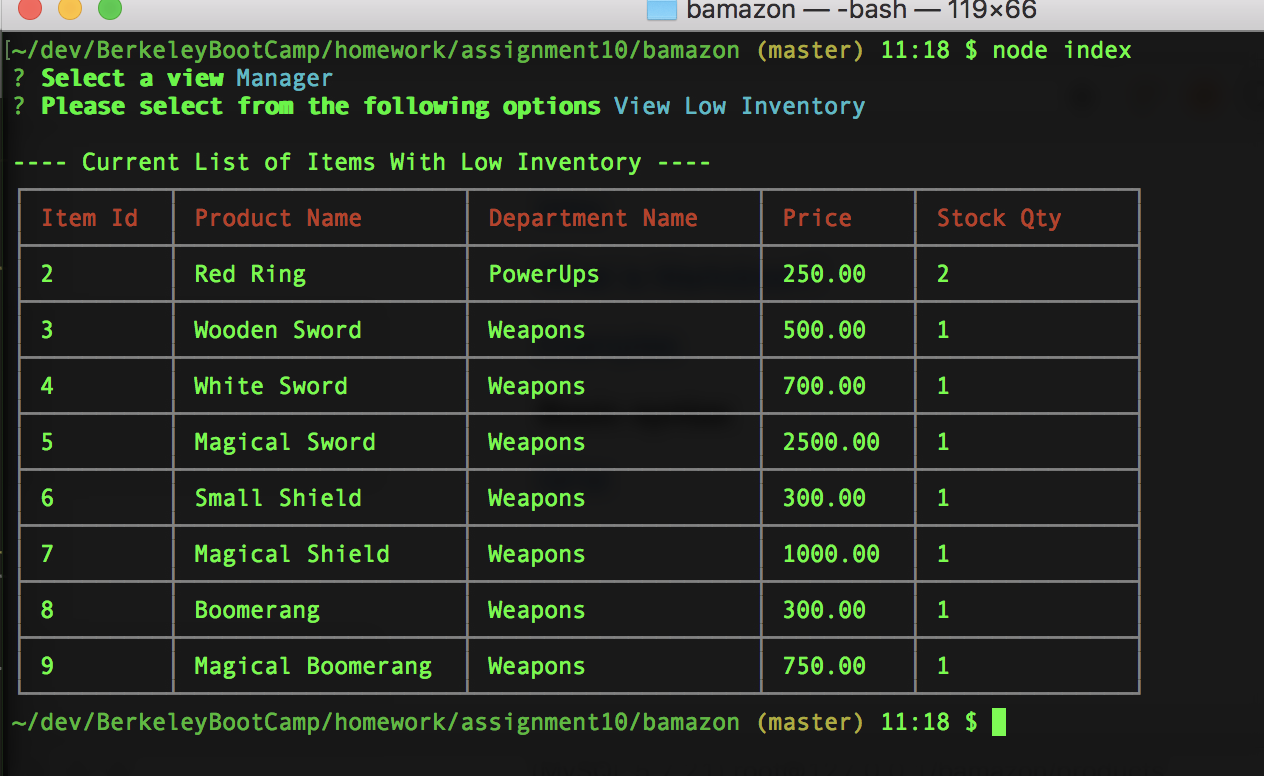 bamazon — -bash — 119×66
[~/dev/BerkeleyBootCamp/homework/assignment10/bamazon (master) 11:18 $ node index
? Select a view Manager
? Please select from the following options View Low Inventory
---- Current List of Items With Low Inventory ----
Item Id Product Name Department Name Price Stock Qty
2 Red Ring PowerUps 250.00 2
3 Wooden Sword Weapons 500.00 1
4 White Sword Weapons 700.00 1
5 Magical Sword Weapons 2500.00 1
6 Small Shield Weapons 300.00 1
7 Magical Shield Weapons 1000.00 1
8 Boomerang Weapons 300.00 1
9 Magical Boomerang Weapons 750.00 1
~/dev/BerkeleyBootCamp/homework/assignment10/bamazon (master) 11:18 $